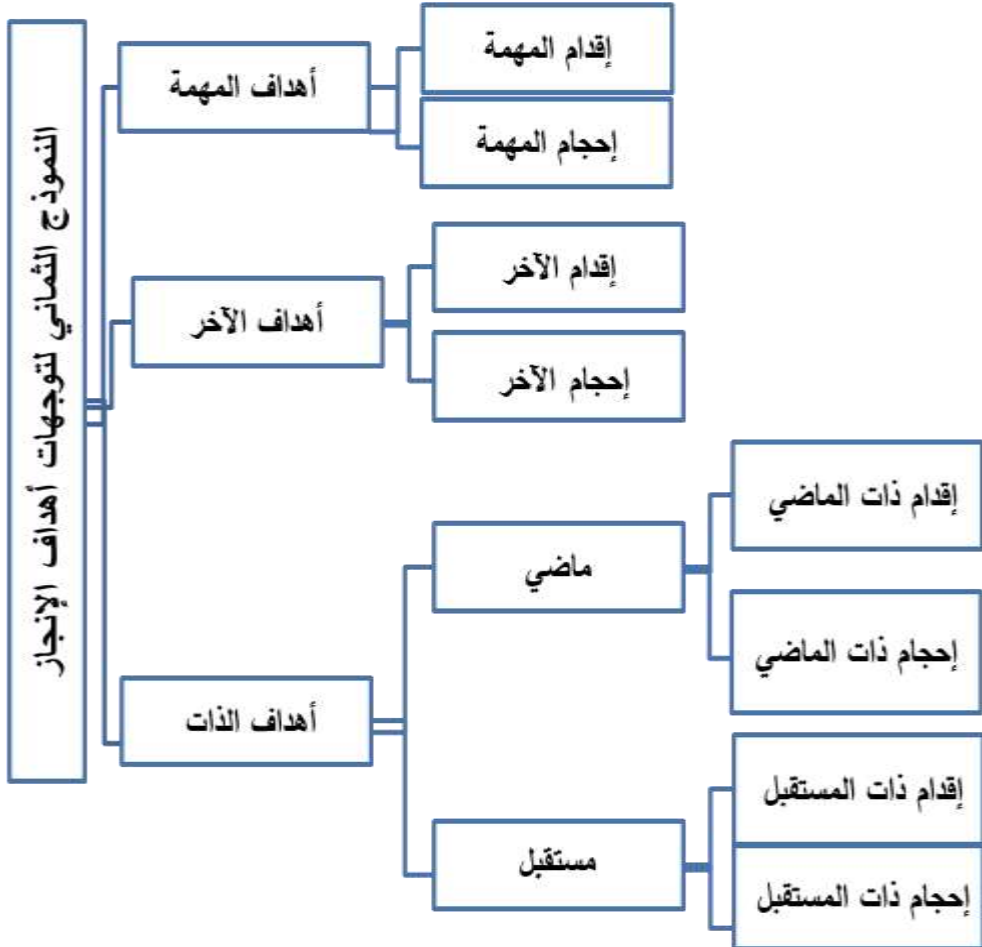 النموذج الثماني لتوجهات أهداف الإنجاز
أهداف المهمة
إقدام المهمة
إحجام المهمة
أهداف الآخر
إقدام الآخر
إحجام الآخر
أهداف الذات
ماضي
إقدام ذات الماضي
إحجام ذات الماضي
مستقبل
إقدام ذات المستقبل
إحجام ذات المستقبل